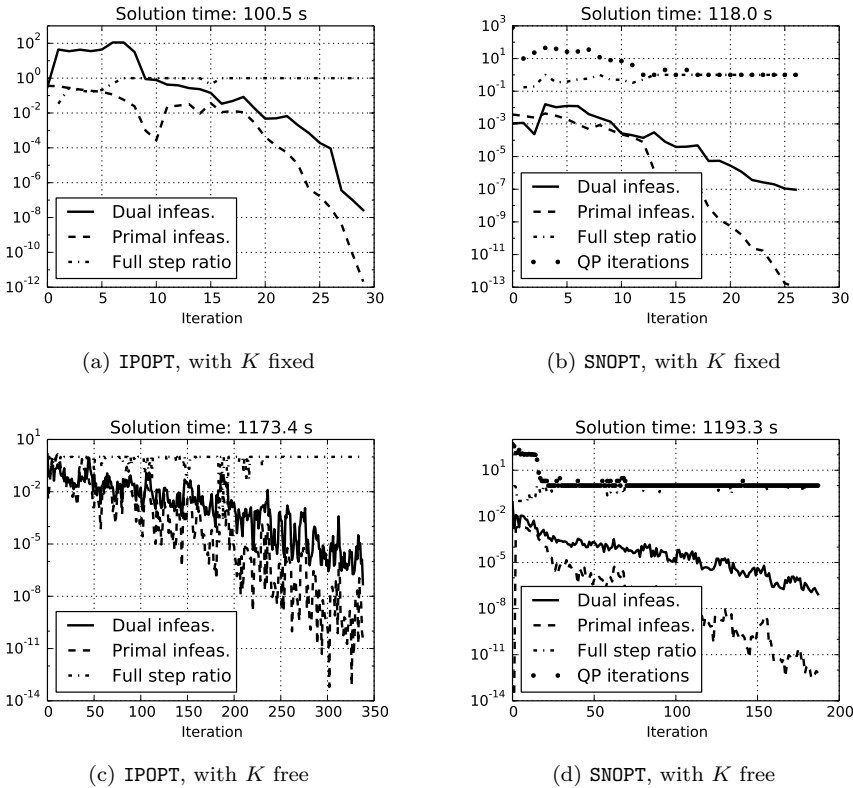 Solution time: 100.5 s
10^2
10^0
10^-2
10^-4
10^-6
10^-8
10^-10
10^-12
Dual infeas.
Primal infeas.
Full step ratio
0 5 10 15 20 25 30
Iteration
(a) IPOPT, with K fixed
Solution time: 118.0 s
10^3
10^1
10^-1
10^-3
10^-5
10^-7
10^-9
10^-11
10^-13
Dual infeas.
Primal infeas.
Full step ratio
QP iterations
0 5 10 15 20 25 30
Iteration
(b) SNOPT, with K fixed
Solution time: 1173.4 s
10^1
10^-2
10^-5
10^-8
10^-11
10^-14
Dual infeas.
Primal infeas.
Full step ratio
0 50 100 150 200 250 300 350
Iteration
(c) IPOPT, with K free
Solution time: 1193.3 s
10^1
10^-2
10^-5
10^-8
10^-11
10^-14
Dual infeas.
Primal infeas.
Full step ratio
QP iterations
0 50 100 150 200
Iteration
(d) SNOPT, with K free